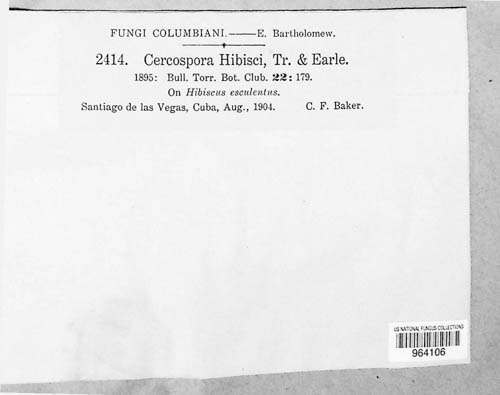 FUNGI COLUMBIANI.——E. Bartholomew.
2414. Cercospora Hibisci, Tr. & Earle.
1895: Bull. Torr. Bot. Club. 22: 179.
On Hibiscus esculentus.
Santiago de las Vegas, Cuba, Aug., 1904. C. F. Baker.
US NATIONAL FUNGUS COLLECTIONS
964106